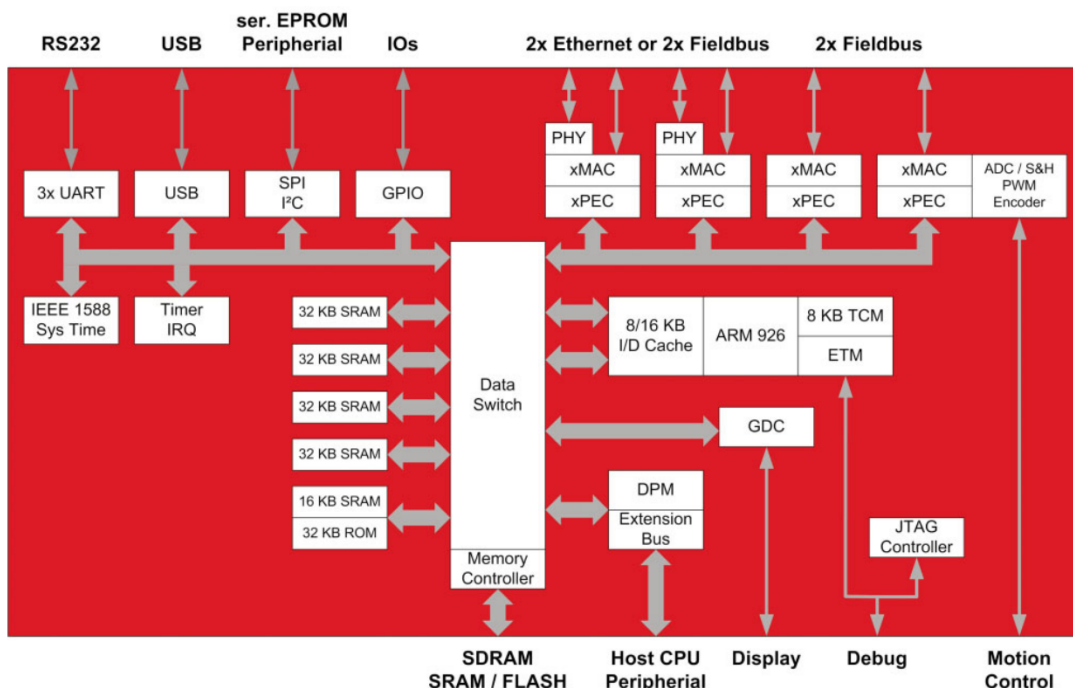 ser. EPROM
RS232 USB Peripherial IOs 2x Ethernet or 2x Fieldbus 2x Fieldbus
PHY PHY
3x UART
USB
SPI
I²C
GPIO
xMAC
xPEC
xMAC
xPEC
xMAC
xPEC
xMAC
xPEC
ADC / S&H
PWM
Encoder
IEEE 1588
Sys Time
Timer
IRQ
32 KB SRAM
32 KB SRAM
32 KB SRAM
32 KB SRAM
16 KB SRAM
32 KB ROM
Data
Switch
Memory
Controller
8/16 KB
I/D Cache
ARM 926
8 KB TCM
ETM
GDC
DPM
Extension
Bus
JTAG
Controller
SDRAM
SRAM / FLASH
Host CPU
Peripherial
Display
Debug
Motion
Control